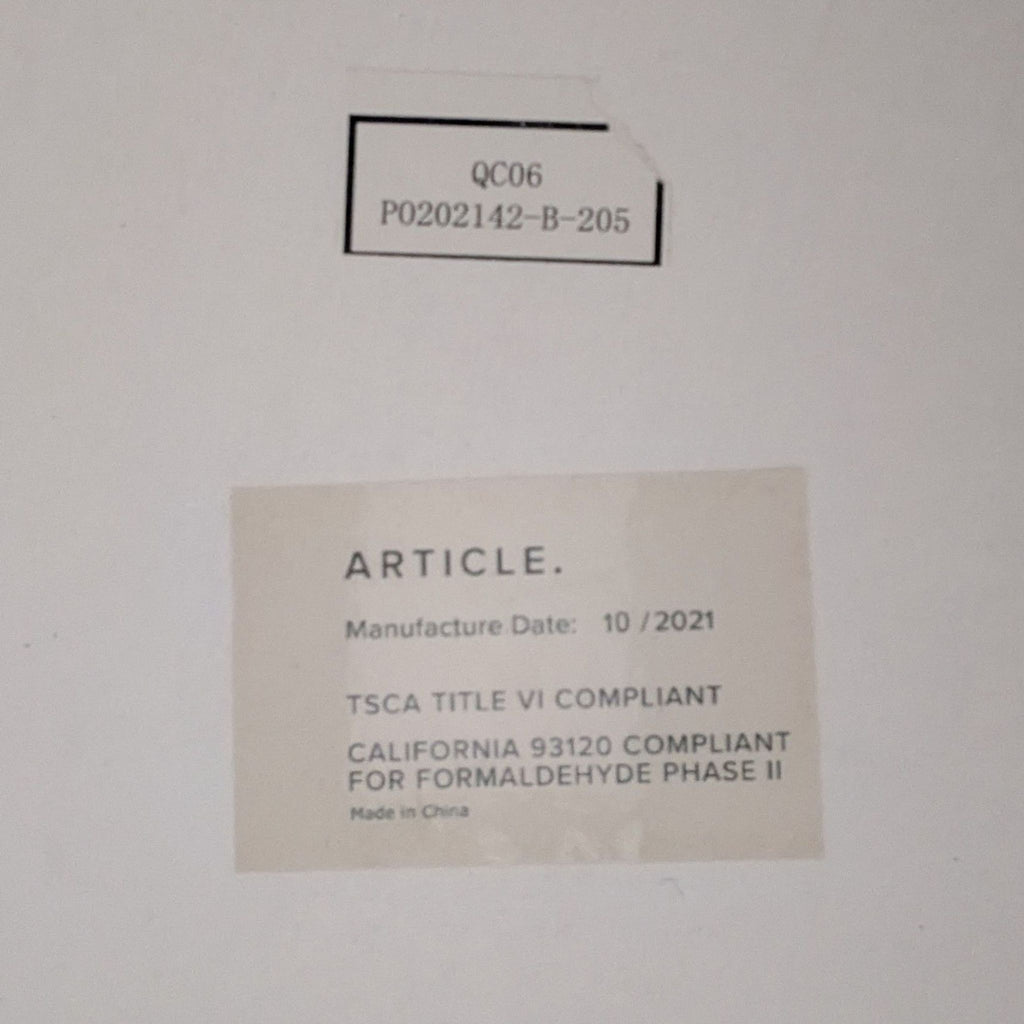 QC06
PO202142-B-205
ARTICLE.
Manufacture Date: 10 /2021
TSCA TITLE VI COMPLIANT
CALIFORNIA 93120 COMPLIANT
FOR FORMALDEHYDE PHASE II
Made in China